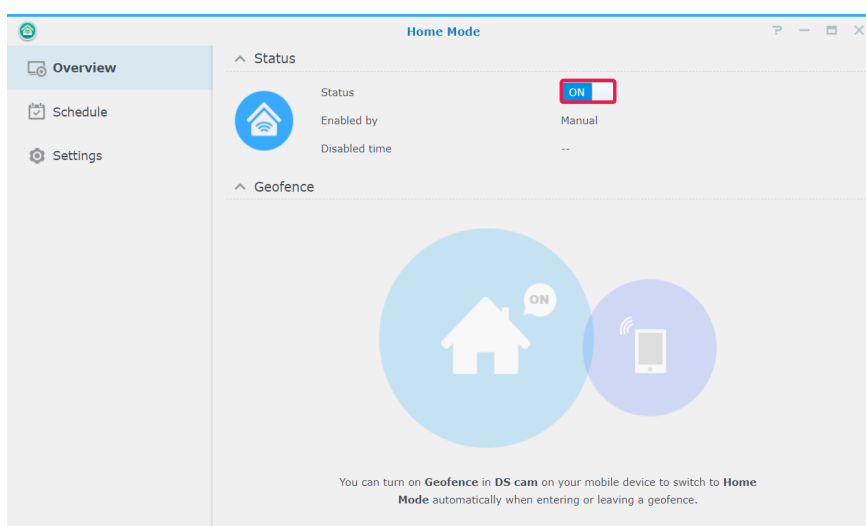 Home Mode
Overview
Schedule
Settings
Status
Status
ON
Enabled by
Manual
Disabled time
--
Geofence
ON
You can turn on Geofence in DS cam on your mobile device to switch to Home
Mode automatically when entering or leaving a geofence.